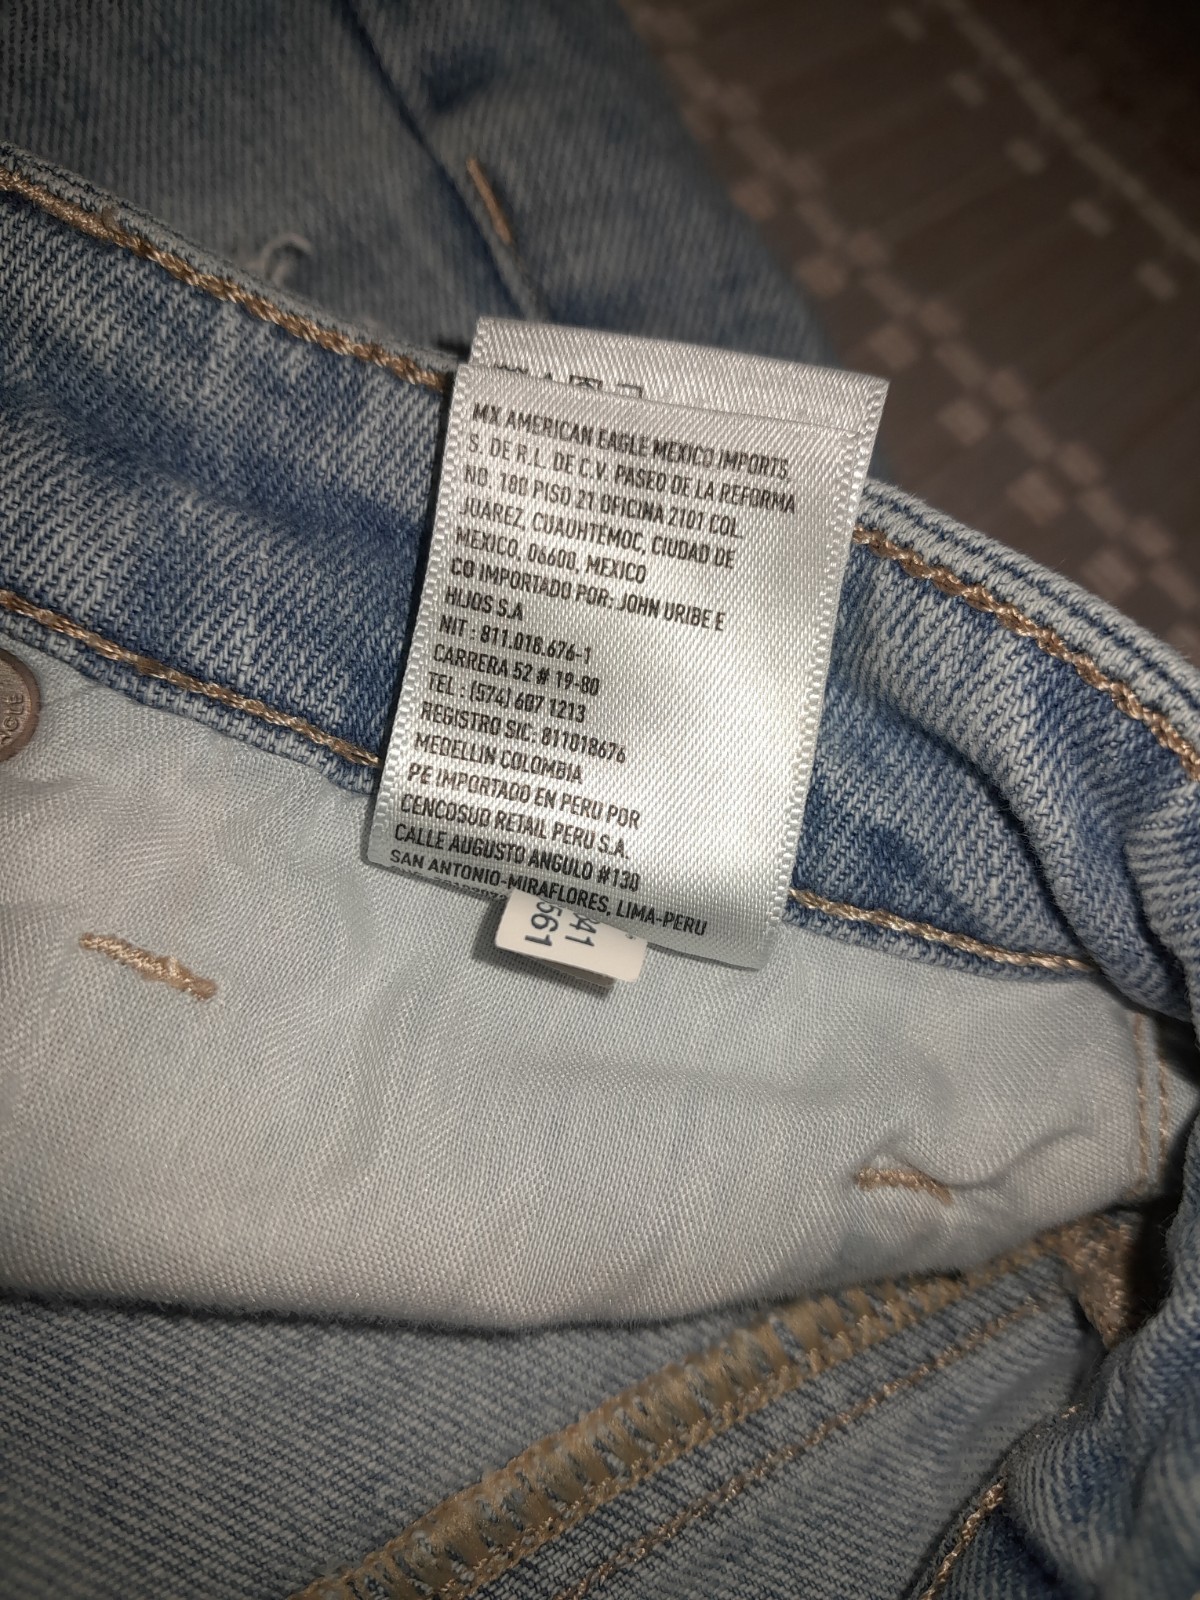 MX AMERICAN EAGLE MEXICO IMPORTS,
S. DE R.L. DE C.V. PASEO DE LA REFORMA
NO. 180 PISO 21 OFICINA 2101 COL.
JUAREZ, CUAUHTEMOC, CIUDAD DE
MEXICO, 06600, MEXICO
CO IMPORTADO POR: JOHN URIBE E
HIJOS S.A
NIT : 811.018.676-1
CARRERA 52 # 19-80
TEL : (574) 607 1213
REGISTRO SIC: 811018676
MEDELLIN COLOMBIA
PE IMPORTADO EN PERU POR
CENCOSUD RETAIL PERU S.A.
CALLE AUGUSTO ANGULO #130
SAN ANTONIO-MIRAFLORES, LIMA-PERU
041
561